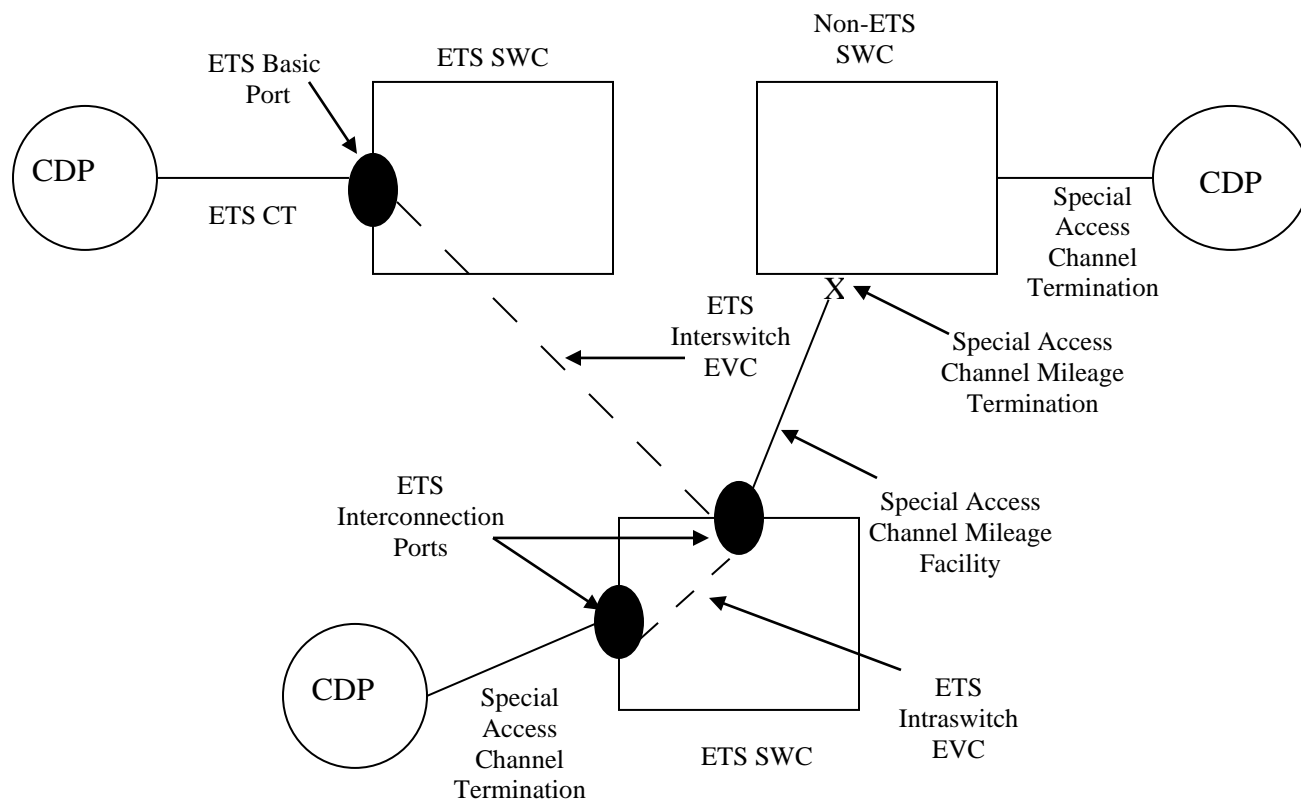 Non-ETS
SWC
ETS SWC
ETS Basic
Port
CDP
CDP
ETS CT
Special
Access
Channel
Termination
X
ETS
Interswitch
EVC
Special Access
Channel Mileage
Termination
ETS
Interconnection
Ports
Special Access
Channel Mileage
Facility
CDP
Special
Access
Channel
Termination
ETS SWC
ETS
Intraswitch
EVC